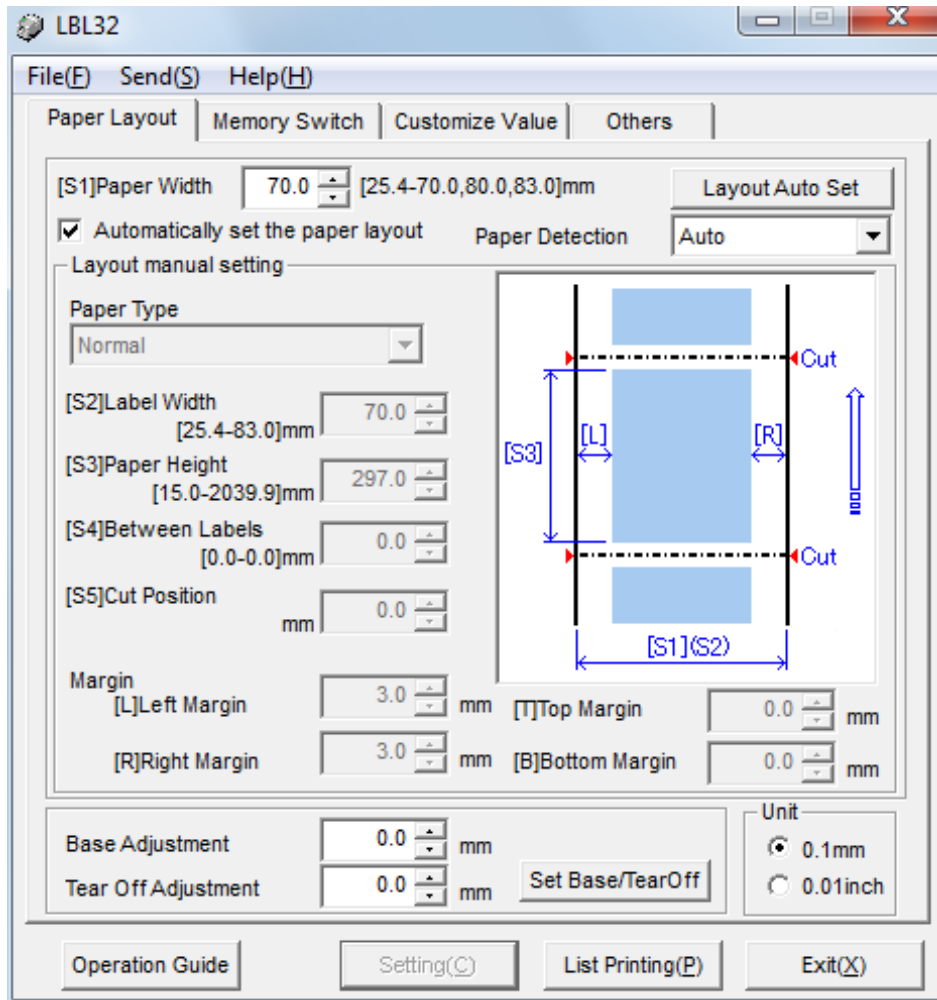 LBL32
File(F) Send(S) Help(H)
Paper Layout Memory Switch Customize Value Others
[S1]Paper Width 70.0 [25.4-70.0,80.0,83.0]mm Layout Auto Set
Automatically set the paper layout Paper Detection Auto
Layout manual setting
Paper Type
Normal
[S2]Label Width 70.0
[25.4-83.0]mm
[S3]Paper Height 297.0
[15.0-2039.9]mm
[S4]Between Labels 0.0
[0.0-0.0]mm
[S5]Cut Position 0.0
mm
Cut
[S3] [L] [R]
Cut
[S1](S2)
Margin
[L]Left Margin 3.0 mm [T]Top Margin 0.0 mm
[R]Right Margin 3.0 mm [B]Bottom Margin 0.0 mm
Base Adjustment 0.0 mm
Tear Off Adjustment 0.0 mm Set Base/TearOff
Unit
0.1mm
0.01inch
Operation Guide Setting(C) List Printing(P) Exit(X)